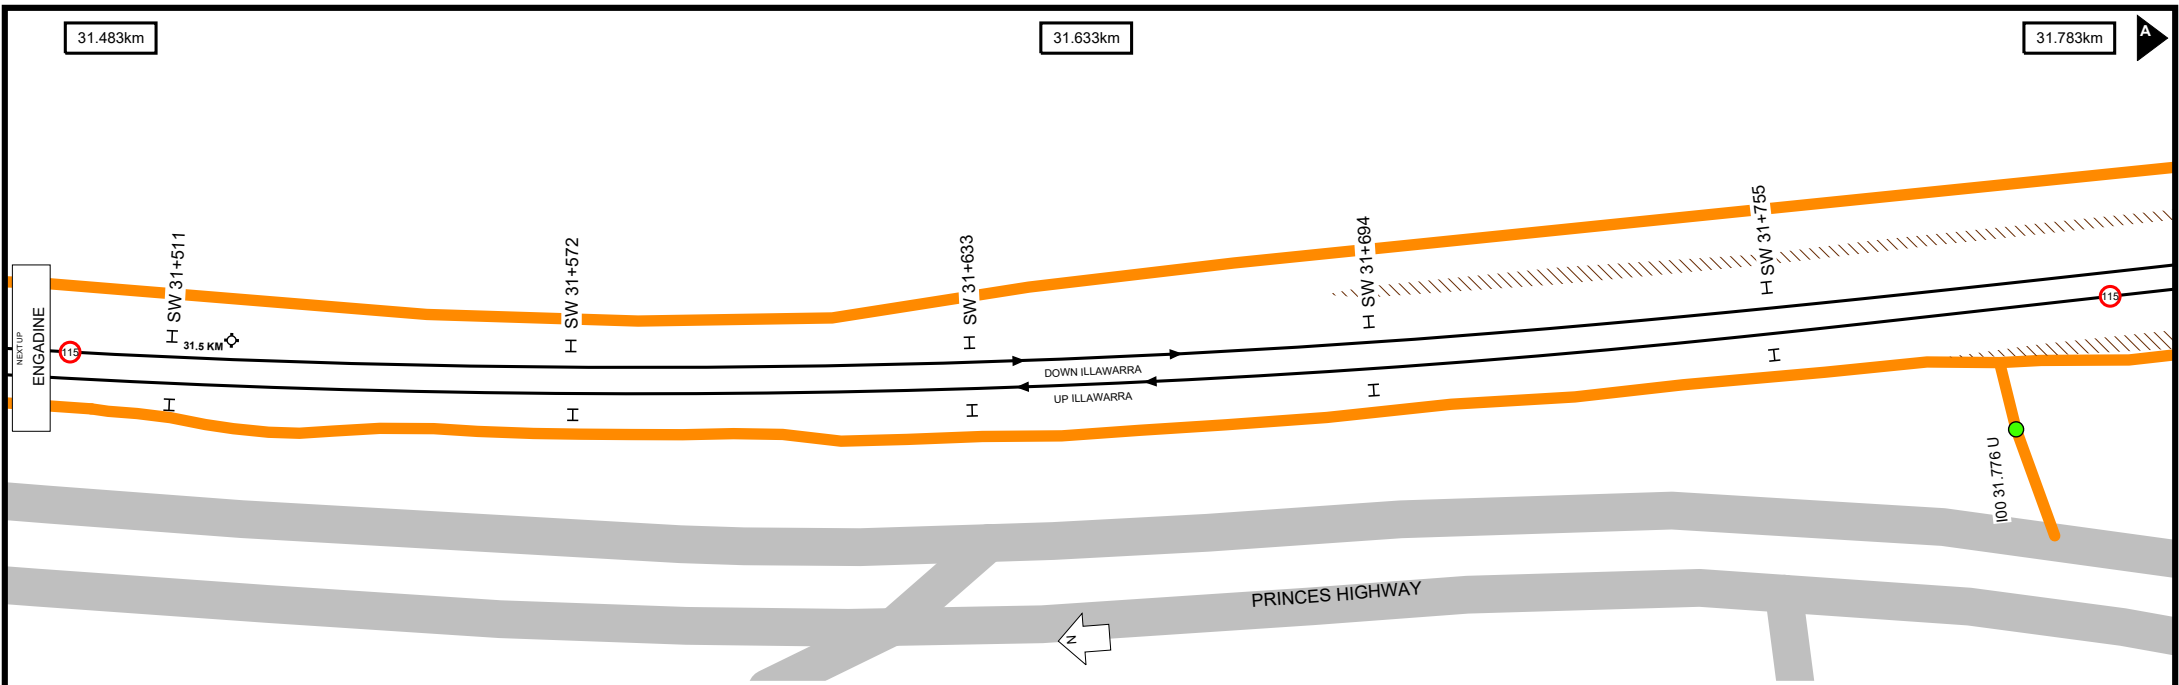 31.483km
31.633km
31.783km
A
SW 31+511
SW 31+572
SW 31+633
SW 31+694
SW 31+755
NEXT UP
ENGADINE
115
31.5 KM
115
DOWN ILLAWARRA
UP ILLAWARRA
I00 31.776 U
PRINCES HIGHWAY
N